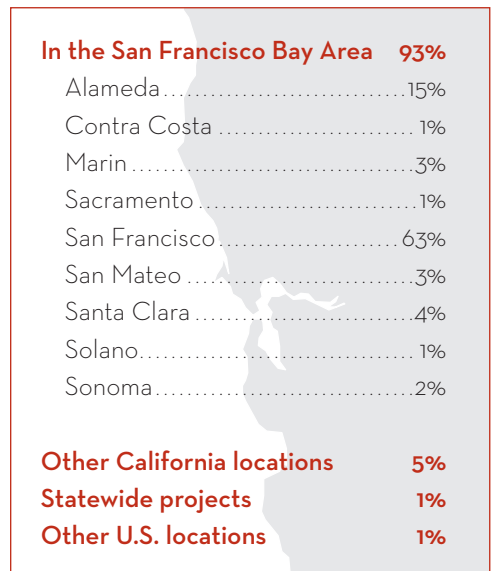 In the San Francisco Bay Area 93%
Alameda 15%
Contra Costa 1%
Marin 3%
Sacramento 1%
San Francisco 63%
San Mateo 3%
Santa Clara 4%
Solano 1%
Sonoma 2%
Other California locations 5%
Statewide projects 1%
Other U.S. locations 1%